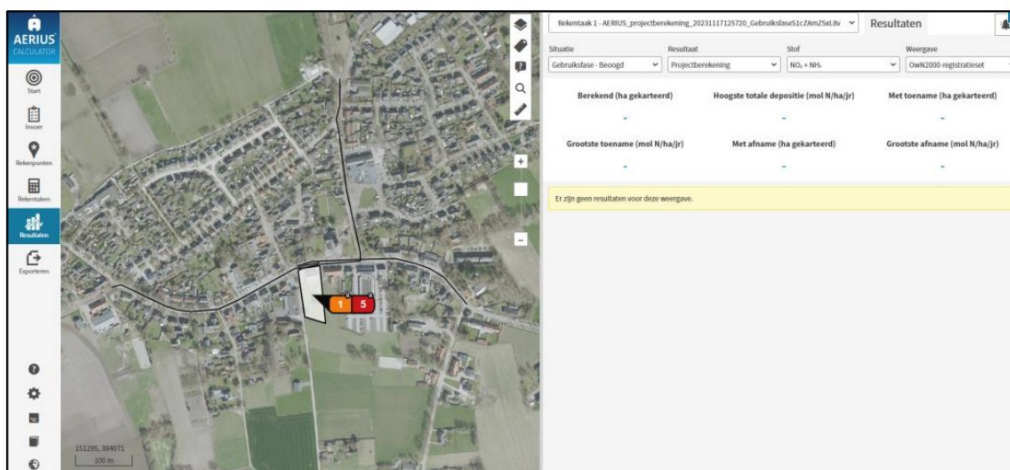 AERIUS
CALCULATOR
Start
Invoer
Rekenpunten
Rekentaken
Resultaten
Exporteren
1 5
151295, 384071
100 m
+
-
Rekentaak 1 - AERIUS_projectberekening_20231117125720_
Resultaten
Situatie Resultaat Stof Weergave
Gebruiksfase - Beoogd Projectberekening NOₓ + NH₃ OwN2000-registratieset
Berekend (ha gekarteerd) Hoogste totale depositie (mol N/ha/jr) Met toename (ha gekarteerd)
- - -
Grootste toename (mol N/ha/jr) Met afname (ha gekarteerd) Grootste afname (mol N/ha/jr)
- - -
Er zijn geen resultaten voor deze weergave.